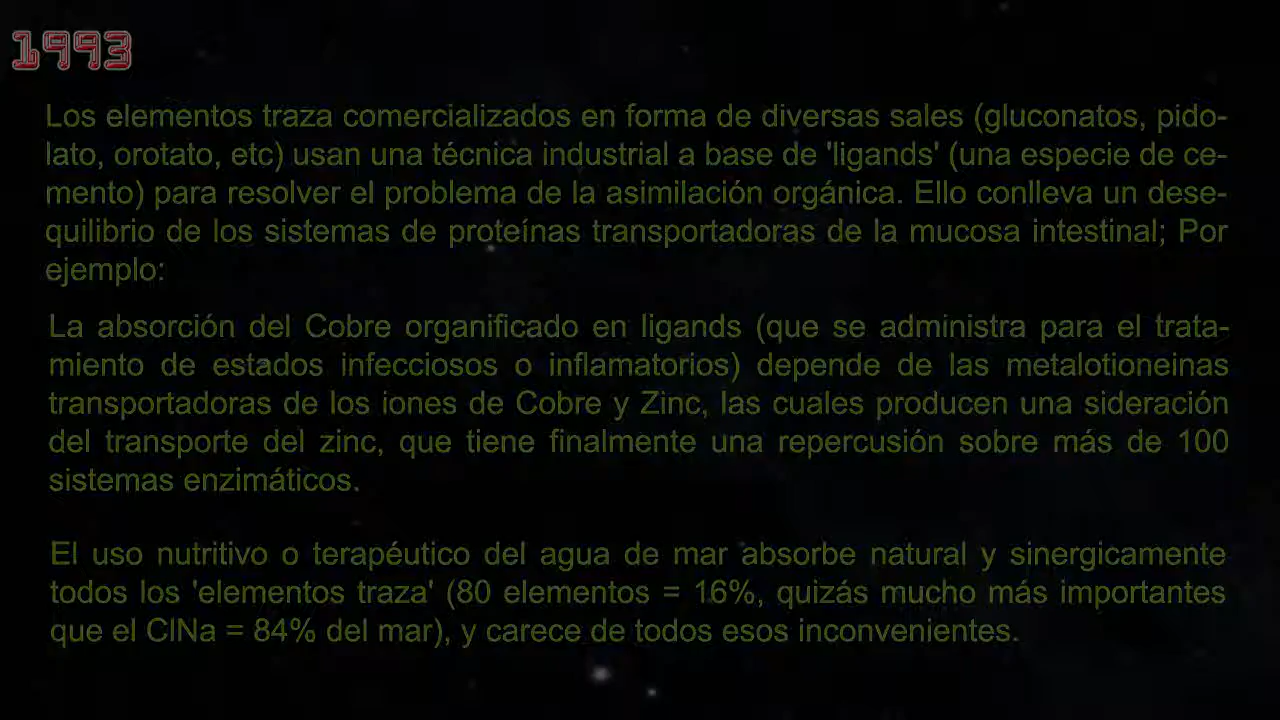 1993
Los elementos traza comercializados en forma de diversas sales (gluconatos, pido-
lato, orotato, etc) usan una técnica industrial a base de 'ligands' (una especie de ce-
mento) para resolver el problema de la asimilación orgánica. Ello conlleva un dese-
quilibrio de los sistemas de proteínas transportadoras de la mucosa intestinal; Por
ejemplo:
La absorción del Cobre organificado en ligands (que se administra para el trata-
miento de estados infecciosos o inflamatorios) depende de las metalotioneinas
transportadoras de los iones de Cobre y Zinc, las cuales producen una sideración
del transporte del zinc, que tiene finalmente una repercusión sobre más de 100
sistemas enzimáticos.
El uso nutritivo o terapéutico del agua de mar absorbe natural y sinergicamente
todos los 'elementos traza' (80 elementos = 16%, quizás mucho más importantes
que el ClNa = 84% del mar), y carece de todos esos inconvenientes.